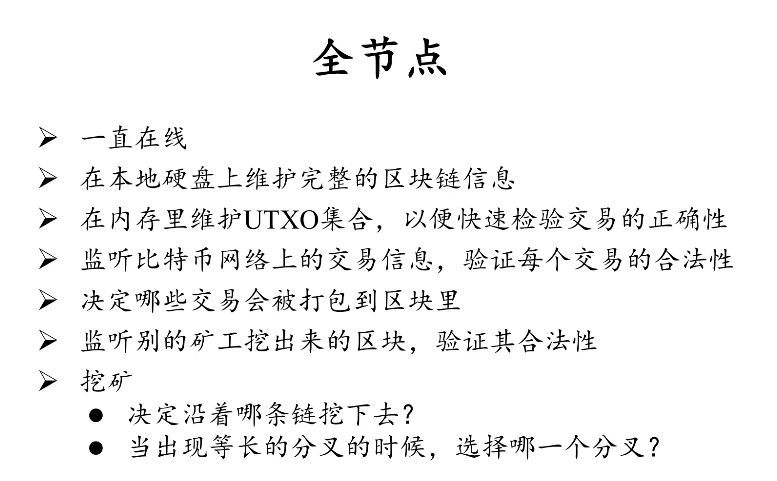 全节点
➢ 一直在线
➢ 在本地硬盘上维护完整的区块链信息
➢ 在内存里维护UTXO集合，以便快速检验交易的正确性
➢ 监听比特币网络上的交易信息，验证每个交易的合法性
➢ 决定哪些交易会被打包到区块里
➢ 监听别的矿工挖出来的区块，验证其合法性
➢ 挖矿
● 决定沿着哪条链挖下去？
● 当出现等长的分叉的时候，选择哪一个分叉？